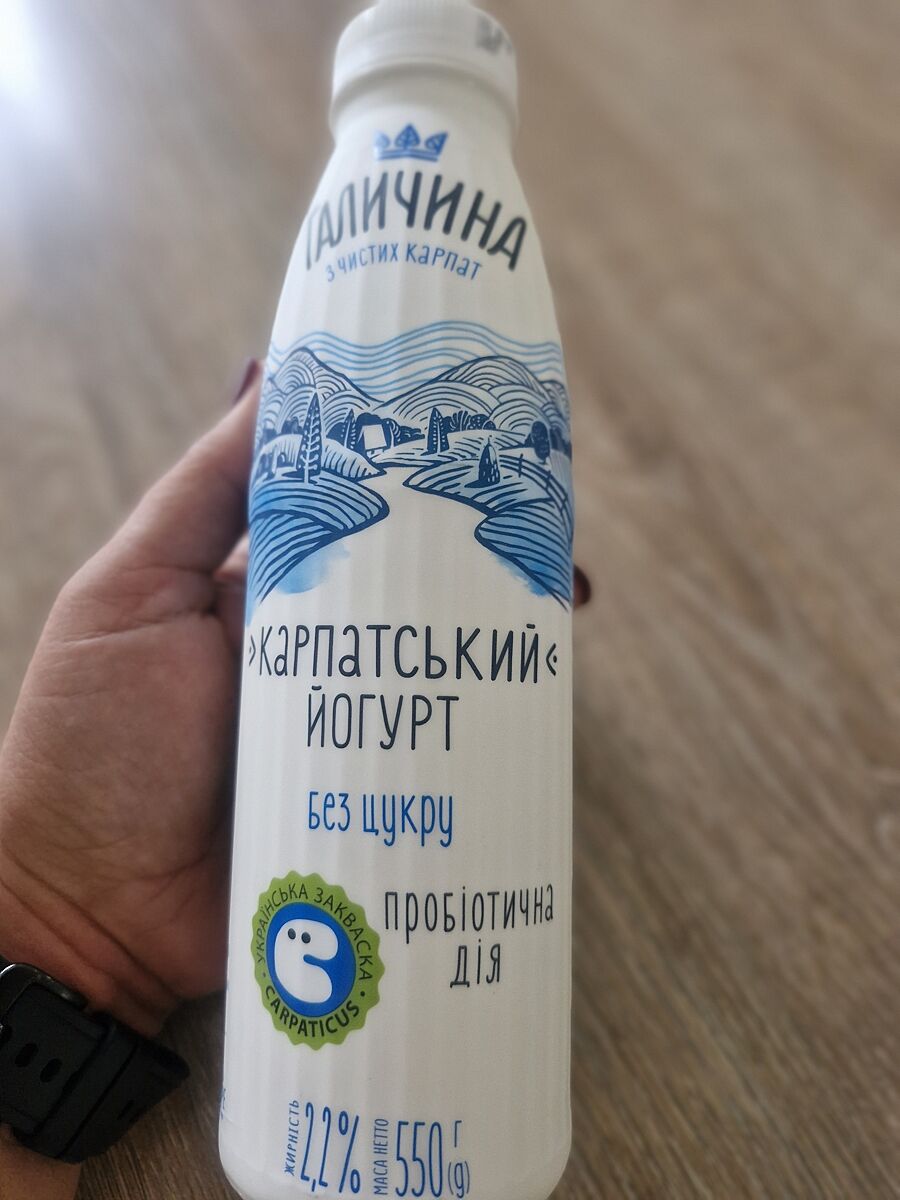 ГАЛИЧИНА
З ЧИСТИХ КАРПАТ
КАРПАТСЬКИЙ
ЙОГУРТ
без цукру
УКРАЇНСЬКА ЗАКВАСКА
CARPATICUS
пробіотична
дія
ЖИРНІСТЬ 2,2% МАСА НЕТТО 550 г (g)